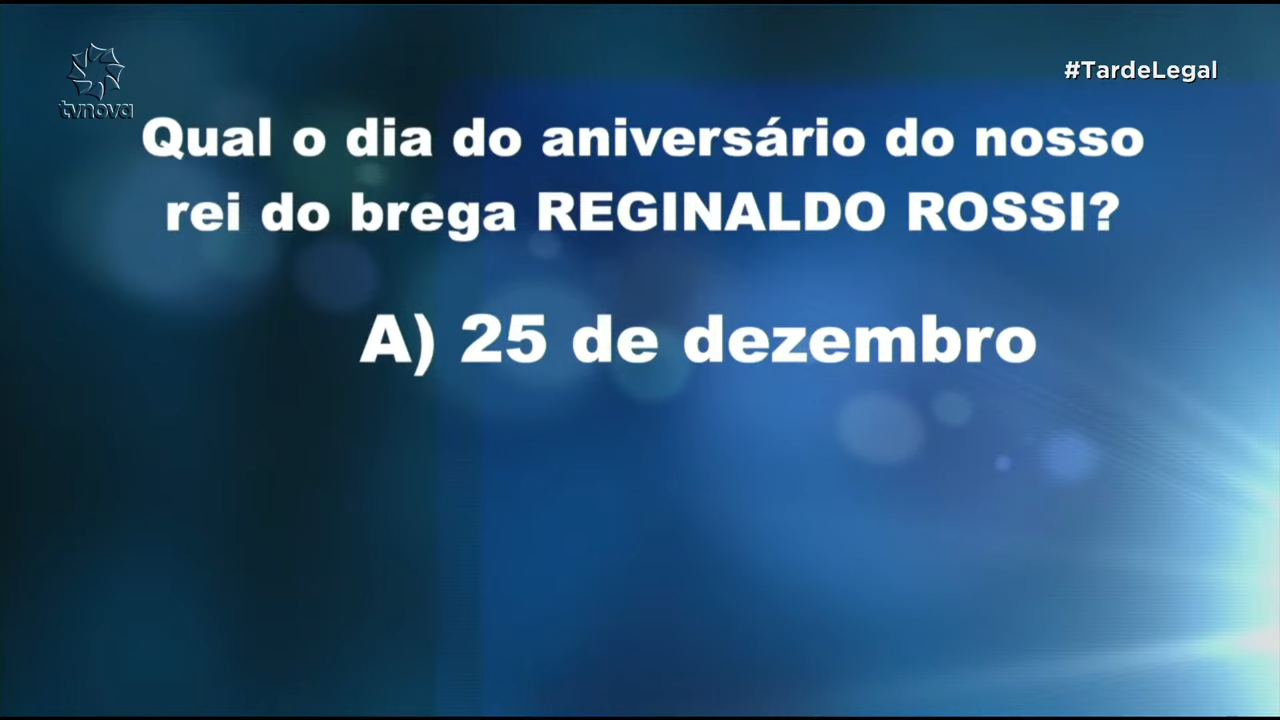 #TardeLegal
tvnova
Qual o dia do aniversário do nosso
rei do brega REGINALDO ROSSI?
A) 25 de dezembro